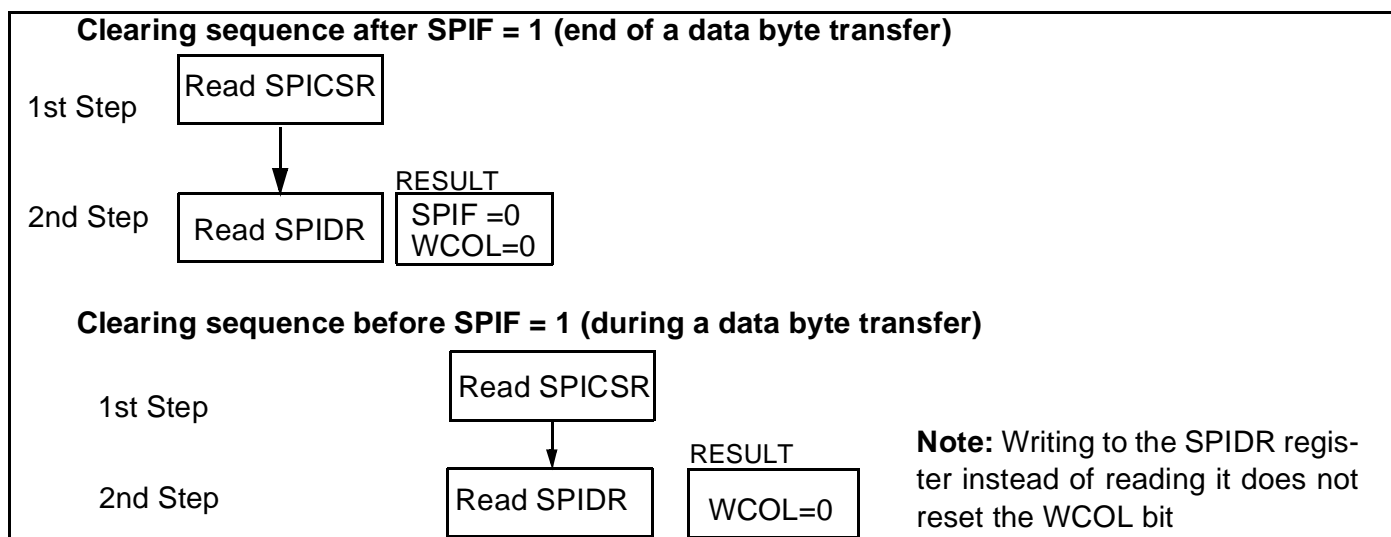 Clearing sequence after SPIF = 1 (end of a data byte transfer)
1st Step
Read SPICSR
2nd Step
Read SPIDR
RESULT
SPIF =0
WCOL=0
Clearing sequence before SPIF = 1 (during a data byte transfer)
1st Step
Read SPICSR
2nd Step
Read SPIDR
RESULT
WCOL=0
Note: Writing to the SPIDR regis-
ter instead of reading it does not
reset the WCOL bit